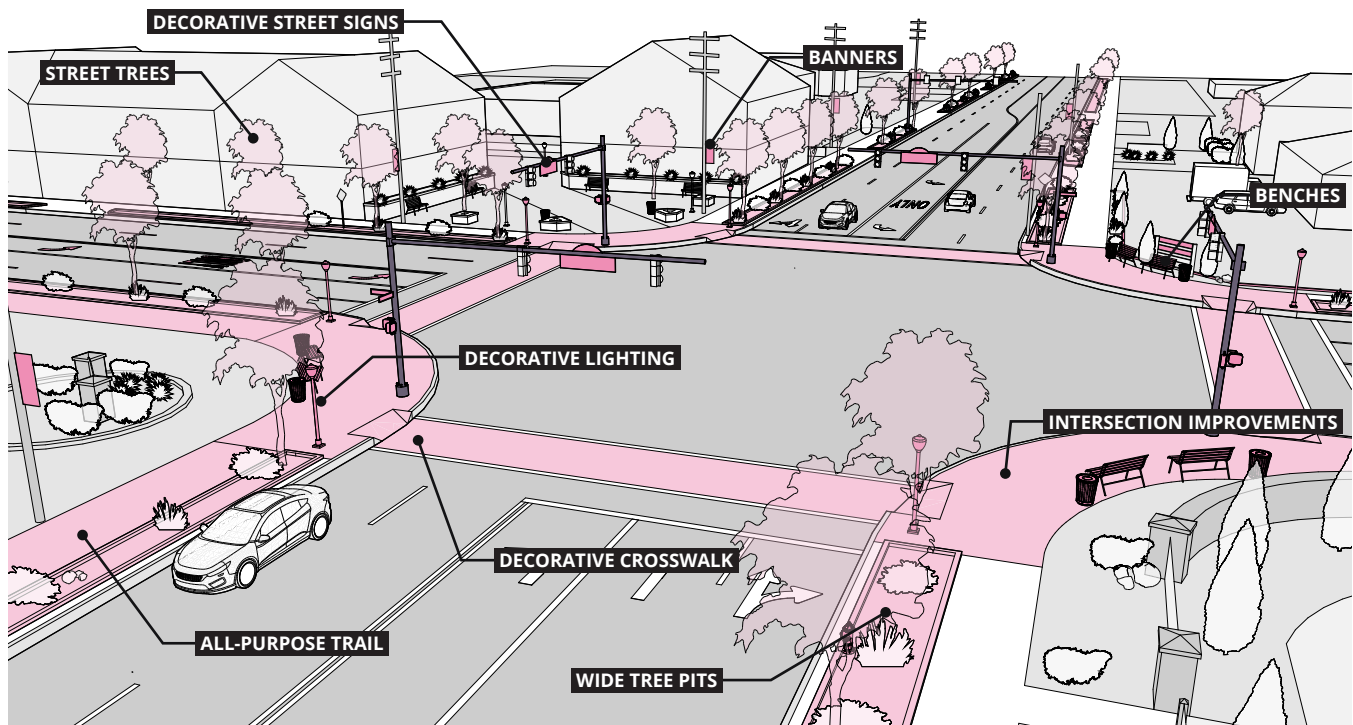 DECORATIVE STREET SIGNS
STREET TREES
BANNERS
BENCHES
ONLY
DECORATIVE LIGHTING
INTERSECTION IMPROVEMENTS
DECORATIVE CROSSWALK
ALL-PURPOSE TRAIL
WIDE TREE PITS